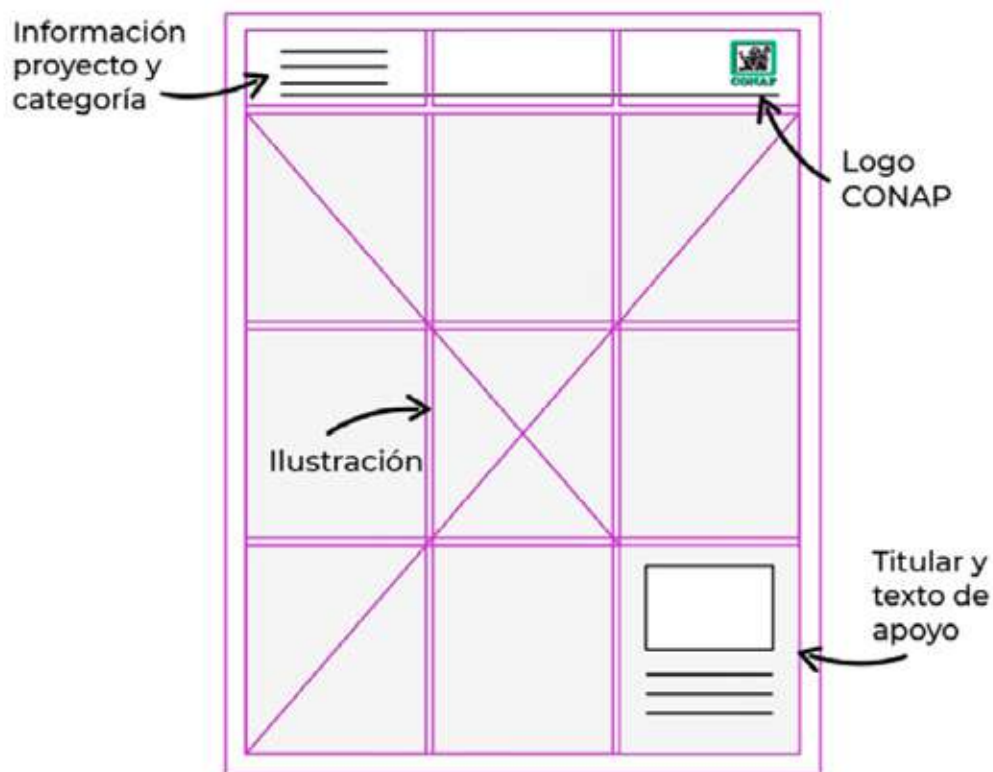 Información
proyecto y
categoría
CONAP
Logo
CONAP
Ilustración
Titular y
texto de
apoyo